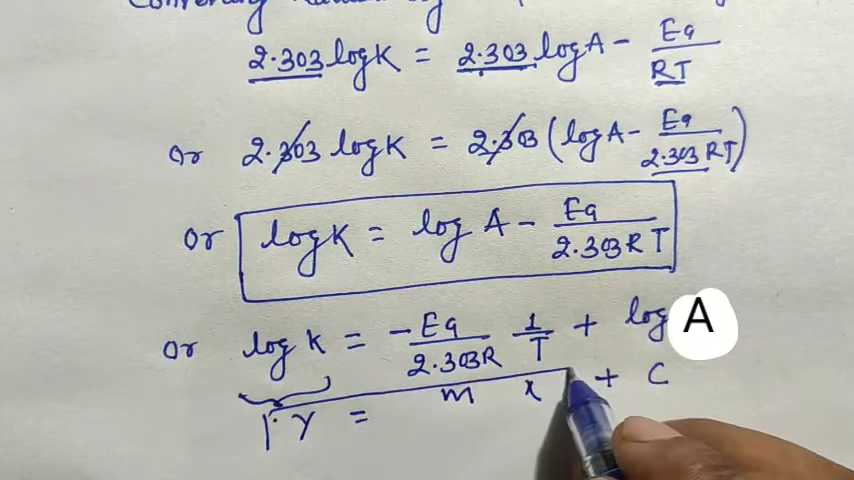 2.303 log K = 2.303 log A - Ea/RT
Or 2.303 log K = 2.303 (log A - Ea/2.303 RT)
Or log K = log A - Ea/2.303 R T
Or log K = - Ea/2.303R 1/T + log A
Y = m x + C